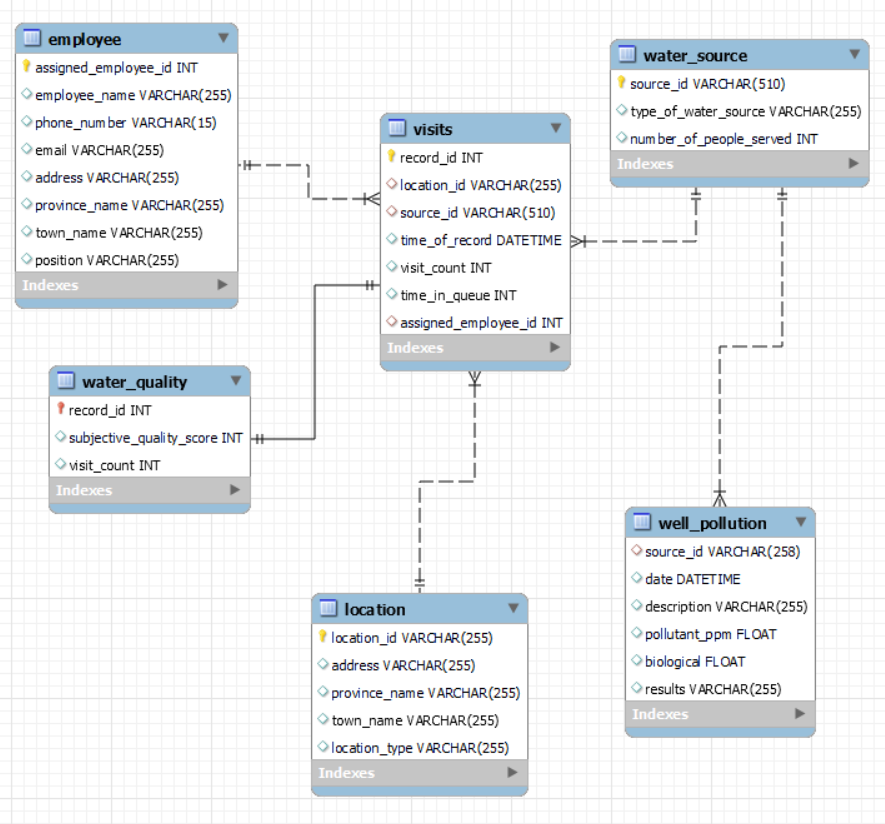 employee
assigned_employee_id INT
employee_name VARCHAR(255)
phone_number VARCHAR(15)
email VARCHAR(255)
address VARCHAR(255)
province_name VARCHAR(255)
town_name VARCHAR(255)
position VARCHAR(255)
Indexes
visits
record_id INT
location_id VARCHAR(255)
source_id VARCHAR(510)
time_of_record DATETIME
visit_count INT
time_in_queue INT
assigned_employee_id INT
Indexes
water_source
source_id VARCHAR(510)
type_of_water_source VARCHAR(255)
number_of_people_served INT
Indexes
water_quality
record_id INT
subjective_quality_score INT
visit_count INT
Indexes
location
location_id VARCHAR(255)
address VARCHAR(255)
province_name VARCHAR(255)
town_name VARCHAR(255)
location_type VARCHAR(255)
Indexes
well_pollution
source_id VARCHAR(258)
date DATETIME
description VARCHAR(255)
pollutant_ppm FLOAT
biological FLOAT
results VARCHAR(255)
Indexes